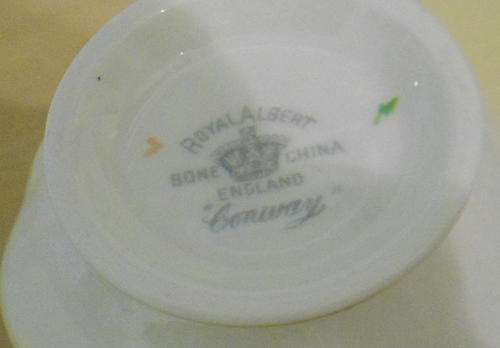 ROYAL ALBERT
BONE CHINA
ENGLAND
"Conway"